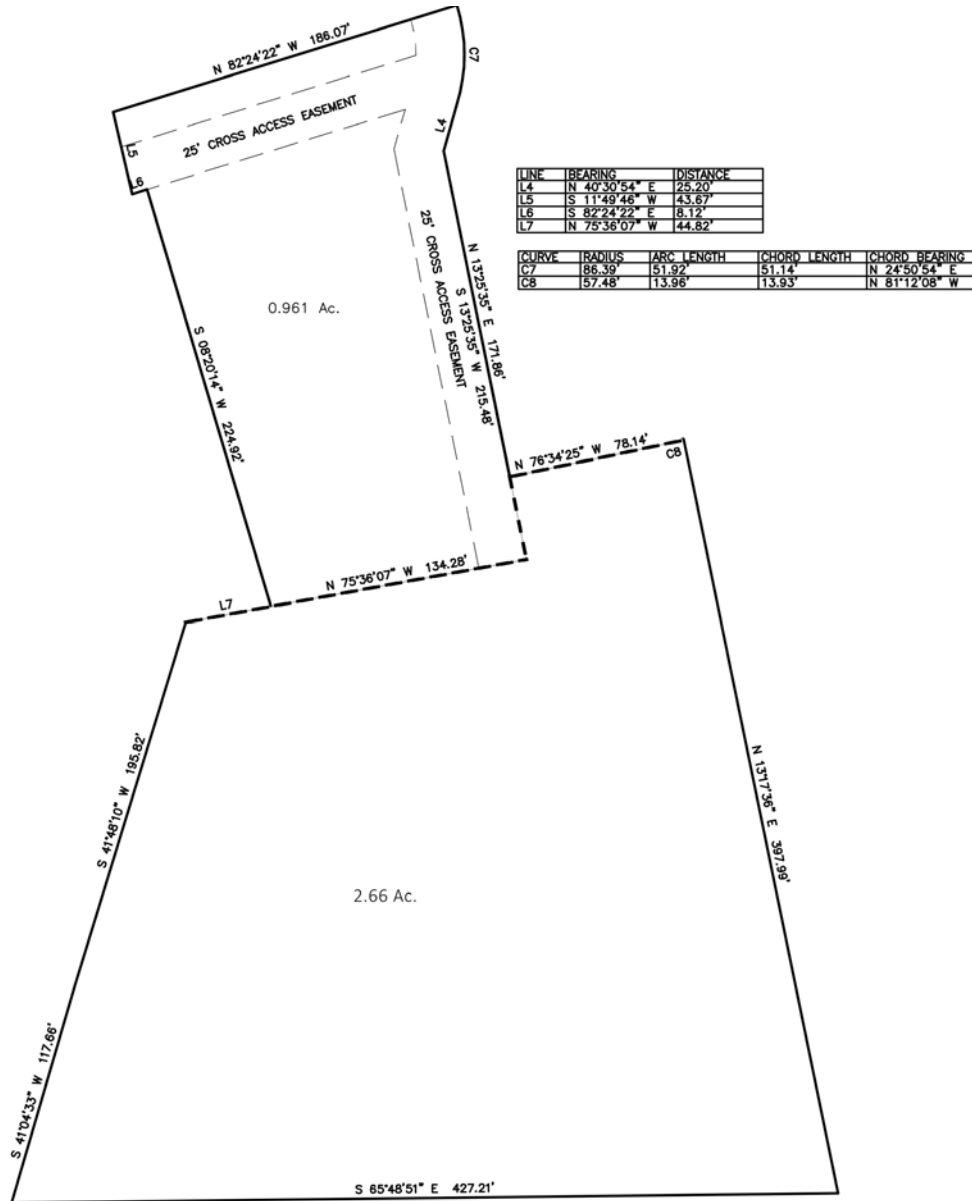 N 82°24'22" W 186.07'
C7
25' CROSS ACCESS EASEMENT
L4
L5
L6
LINE BEARING DISTANCE
L4 N 40°30'54" E 25.20'
L5 S 11°49'46" W 43.67'
L6 S 82°24'22" E 8.12'
L7 N 75°36'07" W 44.82'
CURVE RADIUS ARC LENGTH CHORD LENGTH CHORD BEARING
C7 86.39' 51.92' 51.14' N 24°50'54" E
C8 57.48' 13.96' 13.93' N 81°12'08" W
25' CROSS ACCESS EASEMENT
N 13°25'35" E 171.86'
S 13°25'35" W 215.48'
0.961 Ac.
S 08°20'14" W 224.92'
N 76°34'25" W 78.14'
C8
N 75°36'07" W 134.28'
L7
S 41°48'10" W 195.82'
N 13°17'36" E 397.99'
2.66 Ac.
S 41°04'33" W 117.66'
S 65°48'51" E 427.21'